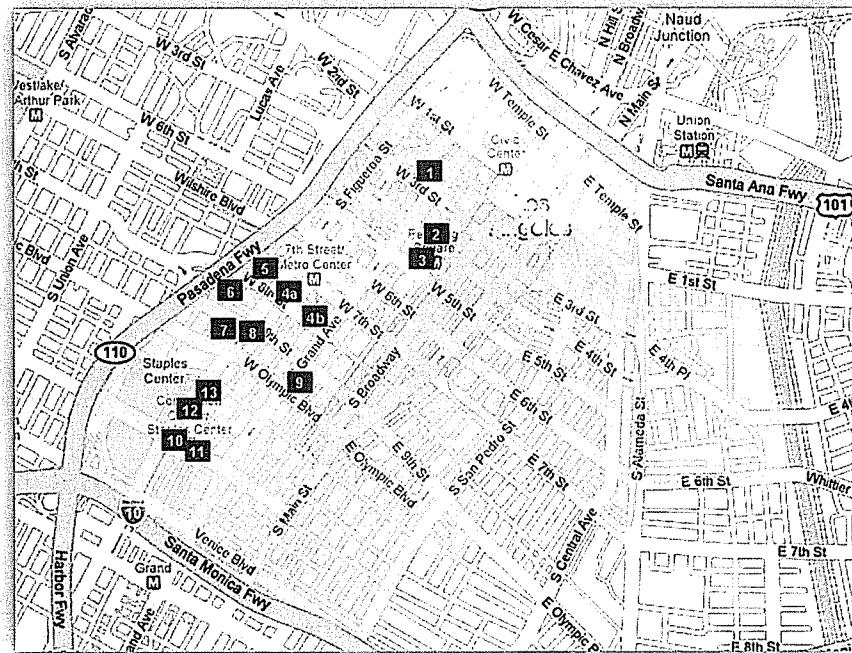 S Alvarado
W 3rd St
Lucas Ave
W 2nd St
W Cesar E Chavez Ave
N Hill S
N Broadw
Naud
Junction
Westlake/
Arthur Park
M
W 6th St
Wilshire Blvd
S Figueroa St
W 1st St
W Temple St
N Main St
Union
Station
M
Civic
Center
M
1
W 3rd St
E Temple St
Santa Ana Fwy
101
S Union Ave
Pasadena Fwy
7th Street/
Metro Center
M
2
3
M
5
6
4a
4b
W 8th St
W 7th St
W 6th St
W 5th St
E 1st St
E 3rd St
E 4th St
E 4th Pl
110
7
8
9th St
Grand Ave
Staples
Center
W Olympic Blvd
9
S Broadway
E 5th St
E 6th St
13
12
10
11
E 9th St
E Olympic Blvd
S San Pedro St
E 7th St
S Alameda St
E 6th St
Whittier
10
S Main St
Venice Blvd
Santa Monica Fwy
Harbor Fwy
Grand
M
S Central Ave
E 7th St
E Olympic
E 8th St